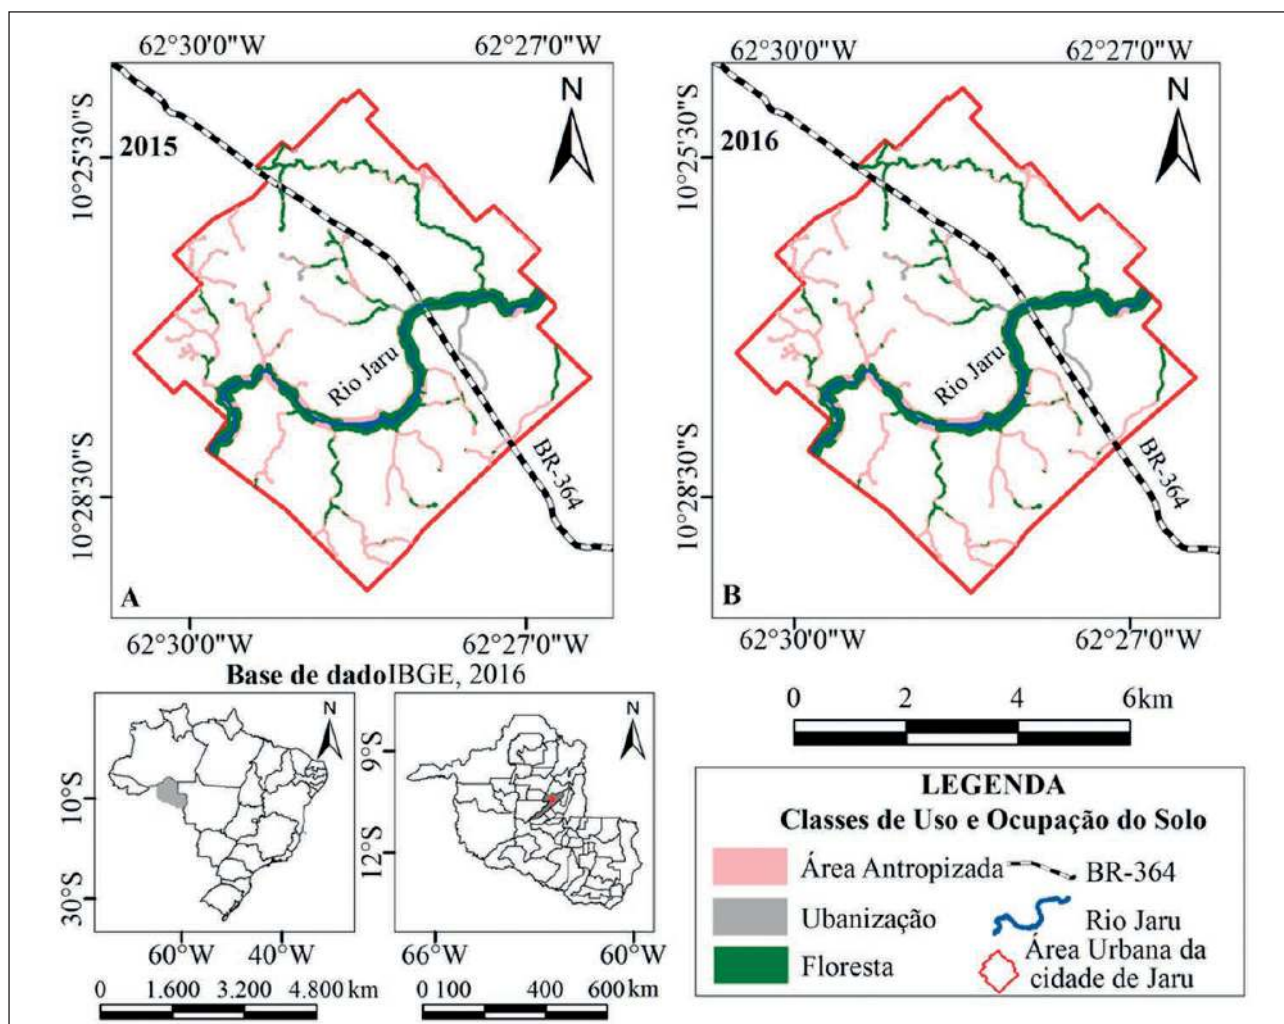 62°30'0"W 62°27'0"W 62°30'0"W 62°27'0"W
N
2015
10°25'30"S
Rio Jaru
BR-364
10°28'30"S
A
62°30'0"W 62°27'0"W
N
2016
10°25'30"S
Rio Jaru
BR-364
10°28'30"S
B
62°30'0"W 62°27'0"W
Base de dadoIBGE, 2016
N
10°S
30°S
60°W 40°W
0 1.600 3.200 4.800 km
N
9°S
12°S
66°W 60°W
0 100 400 600 km
0 2 4 6km
LEGENDA
Classes de Uso e Ocupação do Solo
Área Antropizada
Ubanização
Floresta
BR-364
Rio Jaru
Área Urbana da
cidade de Jaru